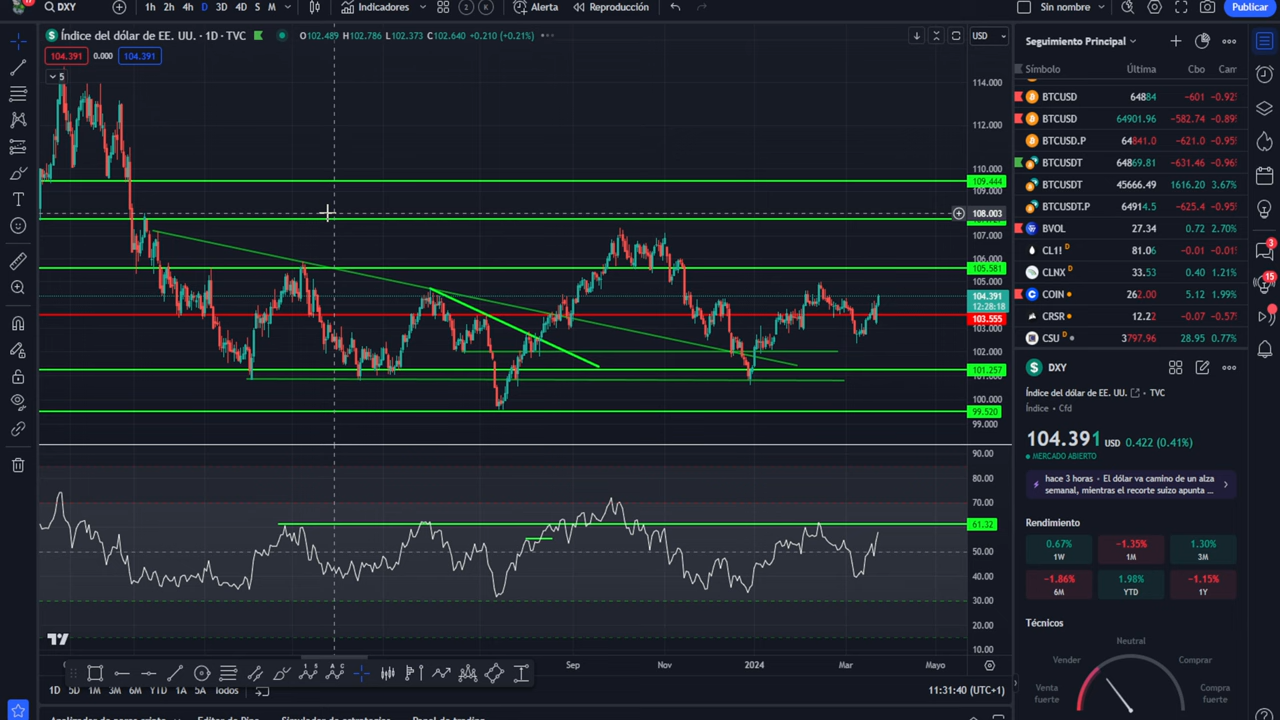 DXY
1h 2h 4h D 3D 4D S M
Indicadores
2 K
Alerta
Reproducción
Sin nombre
Publicar
Índice del dólar de EE. UU. · 1D · TVC
O102.489 H102.786 L102.373 C102.640 +0.210 (+0.21%)
104.391 0.000 104.391
5
USD
114.000
112.000
110.000
109.444
109.000
108.003
107.000
106.000
105.581
105.000
104.391
12:28:18
103.555
103.000
102.000
101.257
100.000
99.520
99.000
90.00
80.00
70.00
61.32
50.00
40.00
30.00
20.00
10.00
Sep Nov 2024 Mar Mayo
1D 5D 1M 3M 6M YTD 1A 5A Todos
11:31:40 (UTC+1)
Seguimiento Principal
Símbolo Última Cbo
BTCUSD 64884 −601
BTCUSD 64901.96 −582.74
BTCUSD.P 64841.0 −621.0
BTCUSDT 64869.81 −631.46
BTCUSDT 45666.49 1616.20 3.67%
BTCUSDT.P 64914.5 −625.4
BVOL 27.34 0.72 2.70%
CL1! D 81.06 −0.01
CLNX D 33.53 0.40 1.21%
COIN 262.00 5.12 1.99%
CRSR 12.22 −0.07
CSU 3797.96 28.95 0.77%
DXY
Índice del dólar de EE. UU. · TVC
Índice · Cfd
104.391 USD 0.422 (0.41%)
MERCADO ABIERTO
hace 3 horas · El dólar va camino de un alza
semanal, mientras el recorte suizo apunta ...
Rendimiento
0.67% −1.35% 1.30%
1W 1M 3M
−1.86% 1.98% −1.15%
6M YTD 1Y
Técnicos
Neutral
Vender Comprar
Venta fuerte
Compra fuerte
3
15